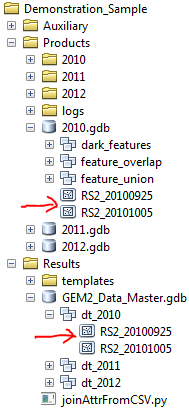 Demonstration_Sample
Auxiliary
Products
2010
2011
2012
logs
2010.gdb
dark_features
feature_overlap
feature_union
RS2_20100925
RS2_20101005
2011.gdb
2012.gdb
Results
templates
GEM2_Data_Master.gdb
dt_2010
RS2_20100925
RS2_20101005
dt_2011
dt_2012
joinAttrFromCSV.py